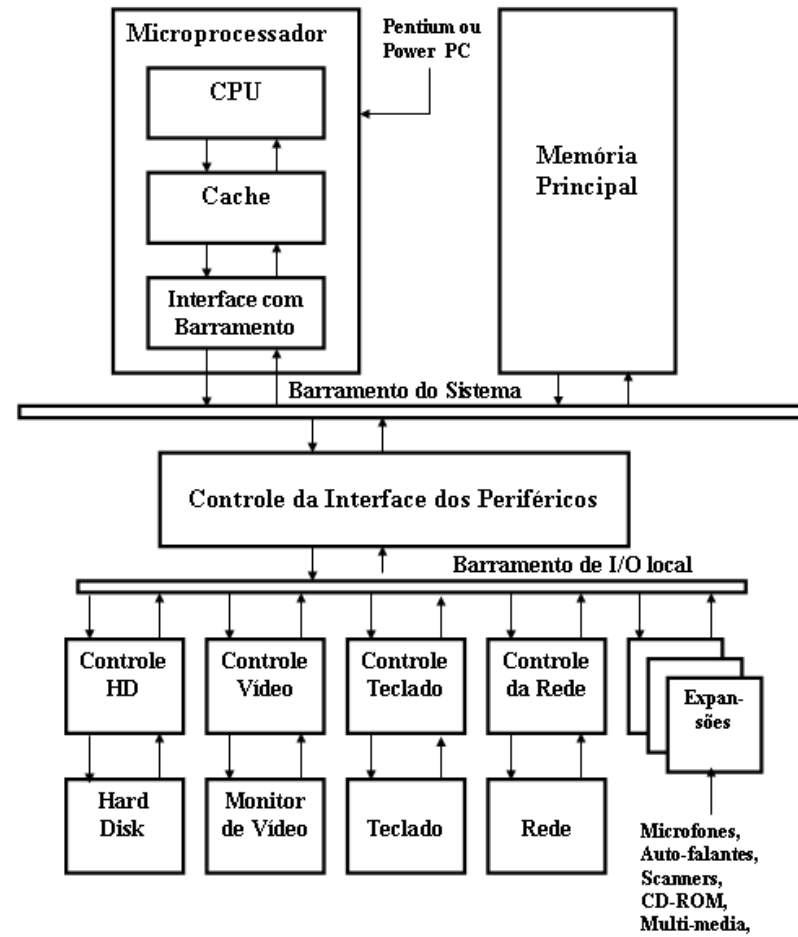 Microprocessador
Pentium ou
Power PC
CPU
Cache
Interface com
Barramento
Memória
Principal
Barramento do Sistema
Controle da Interface dos Periféricos
Barramento de I/O local
Controle
HD
Controle
Vídeo
Controle
Teclado
Controle
da Rede
Expan-
sões
Hard
Disk
Monitor
de Vídeo
Teclado
Rede
Microfones,
Auto-falantes,
Scanners,
CD-ROM,
Multi-media,